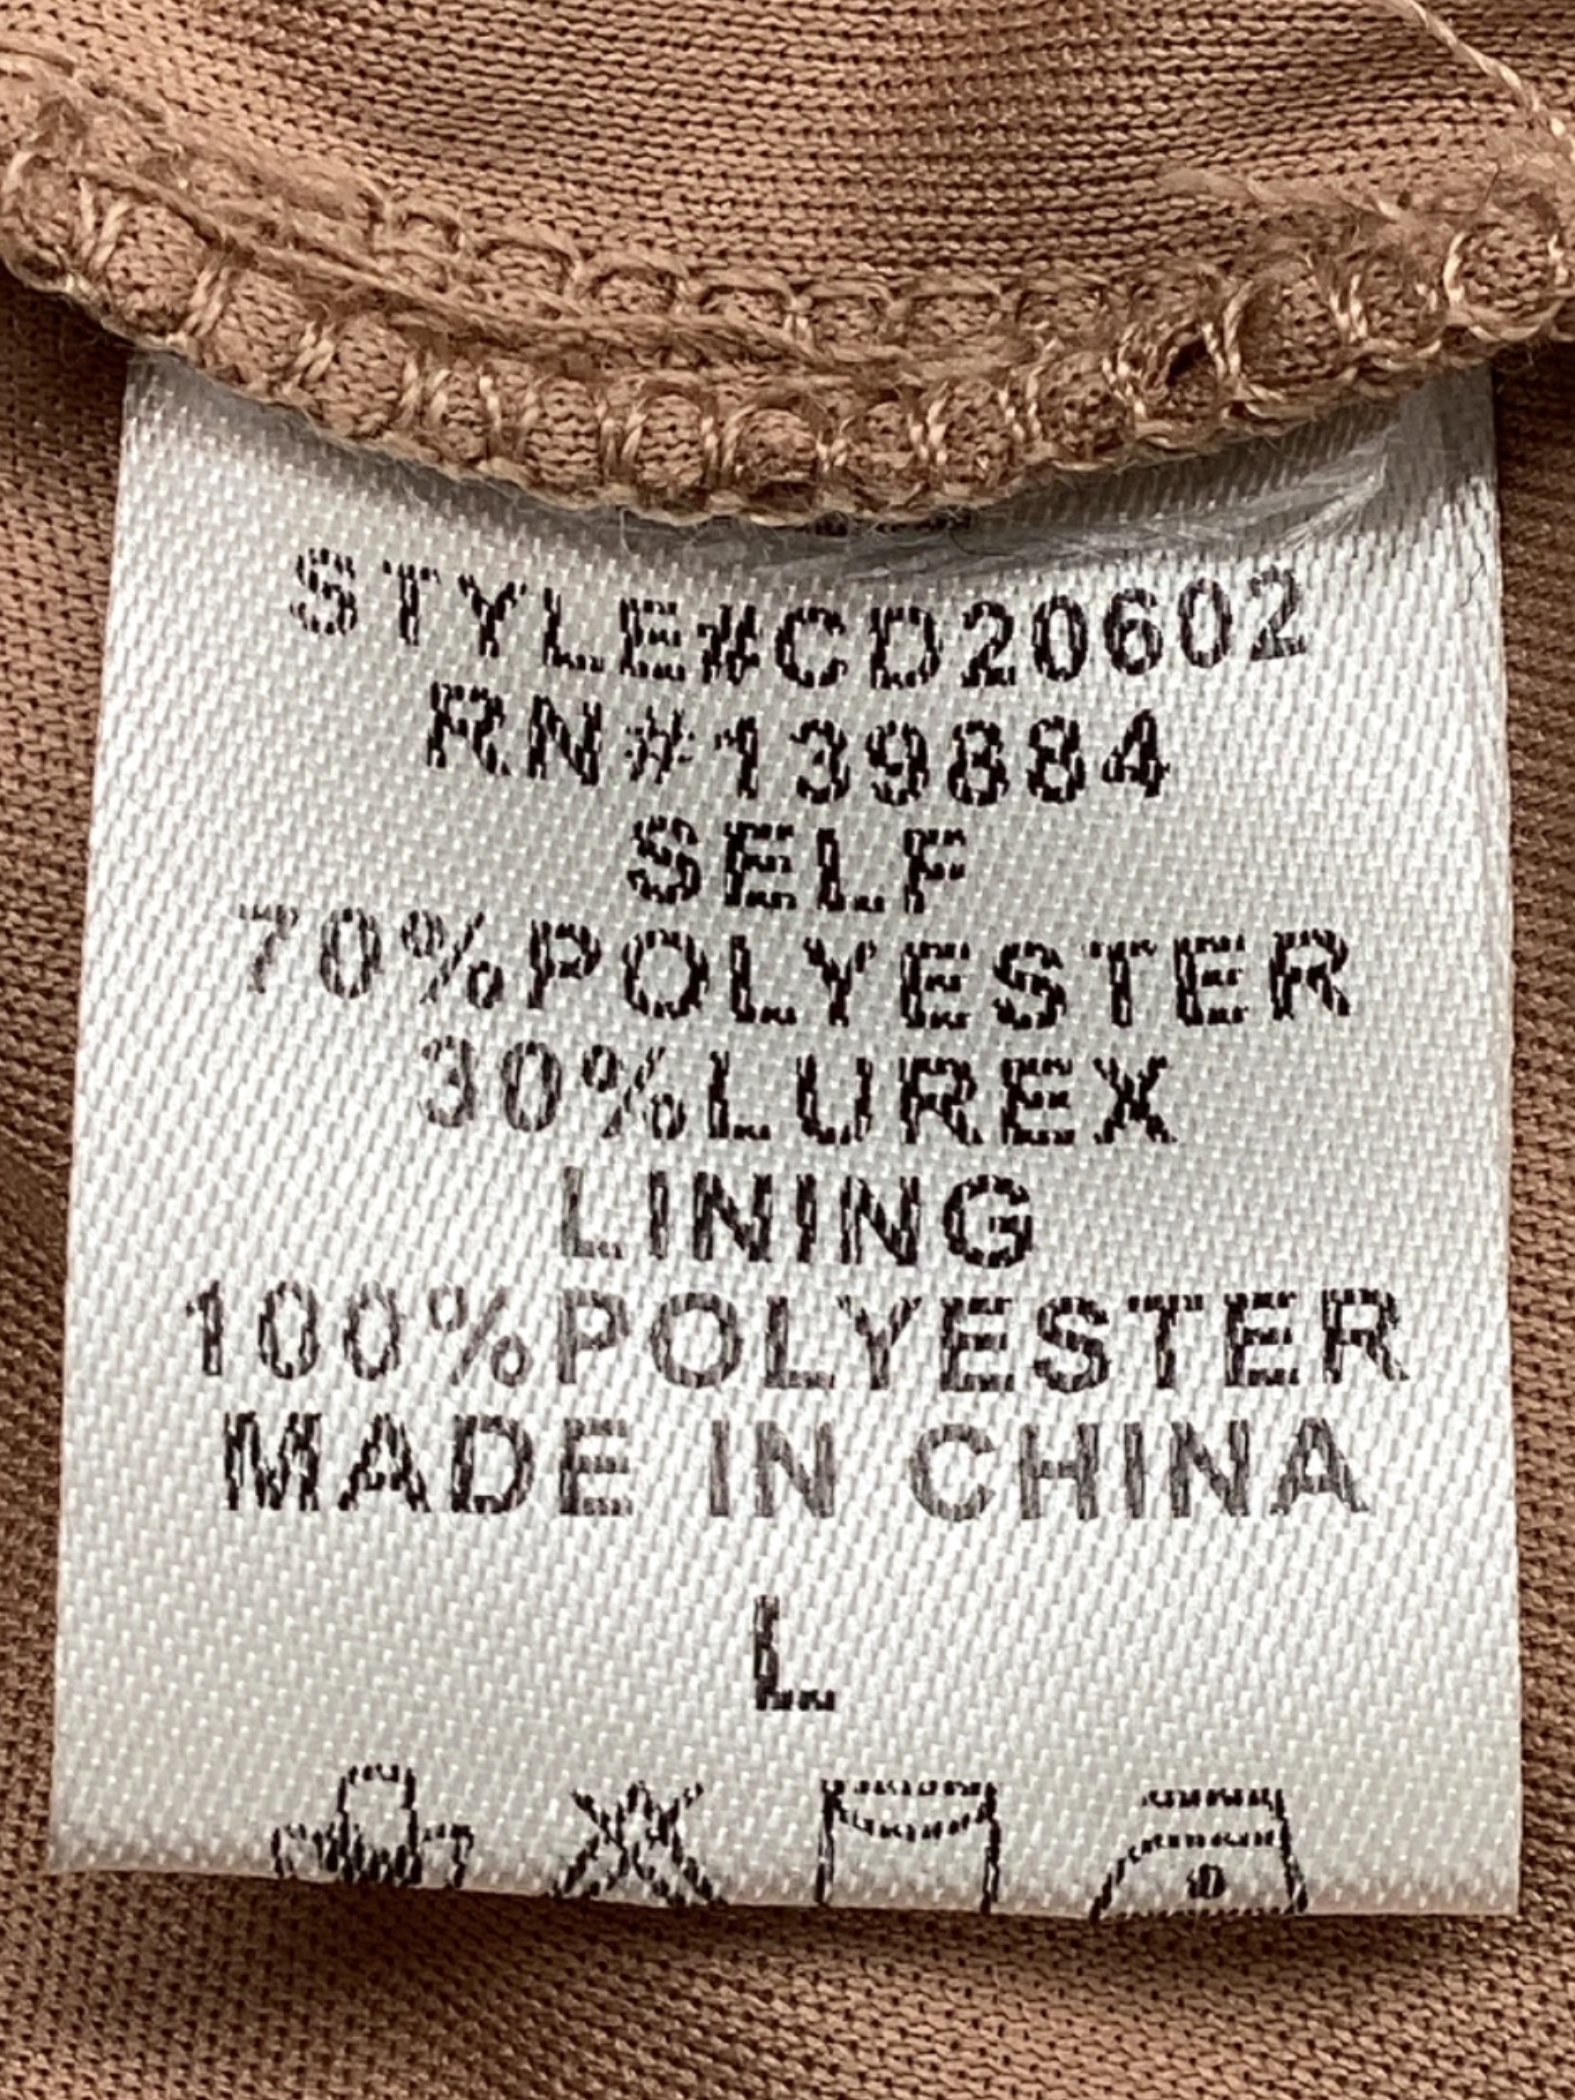 STYLE#CD20602
RN#139884
SELF
70%POLYESTER
30%LUREX
LINING
100%POLYESTER
MADE IN CHINA
L